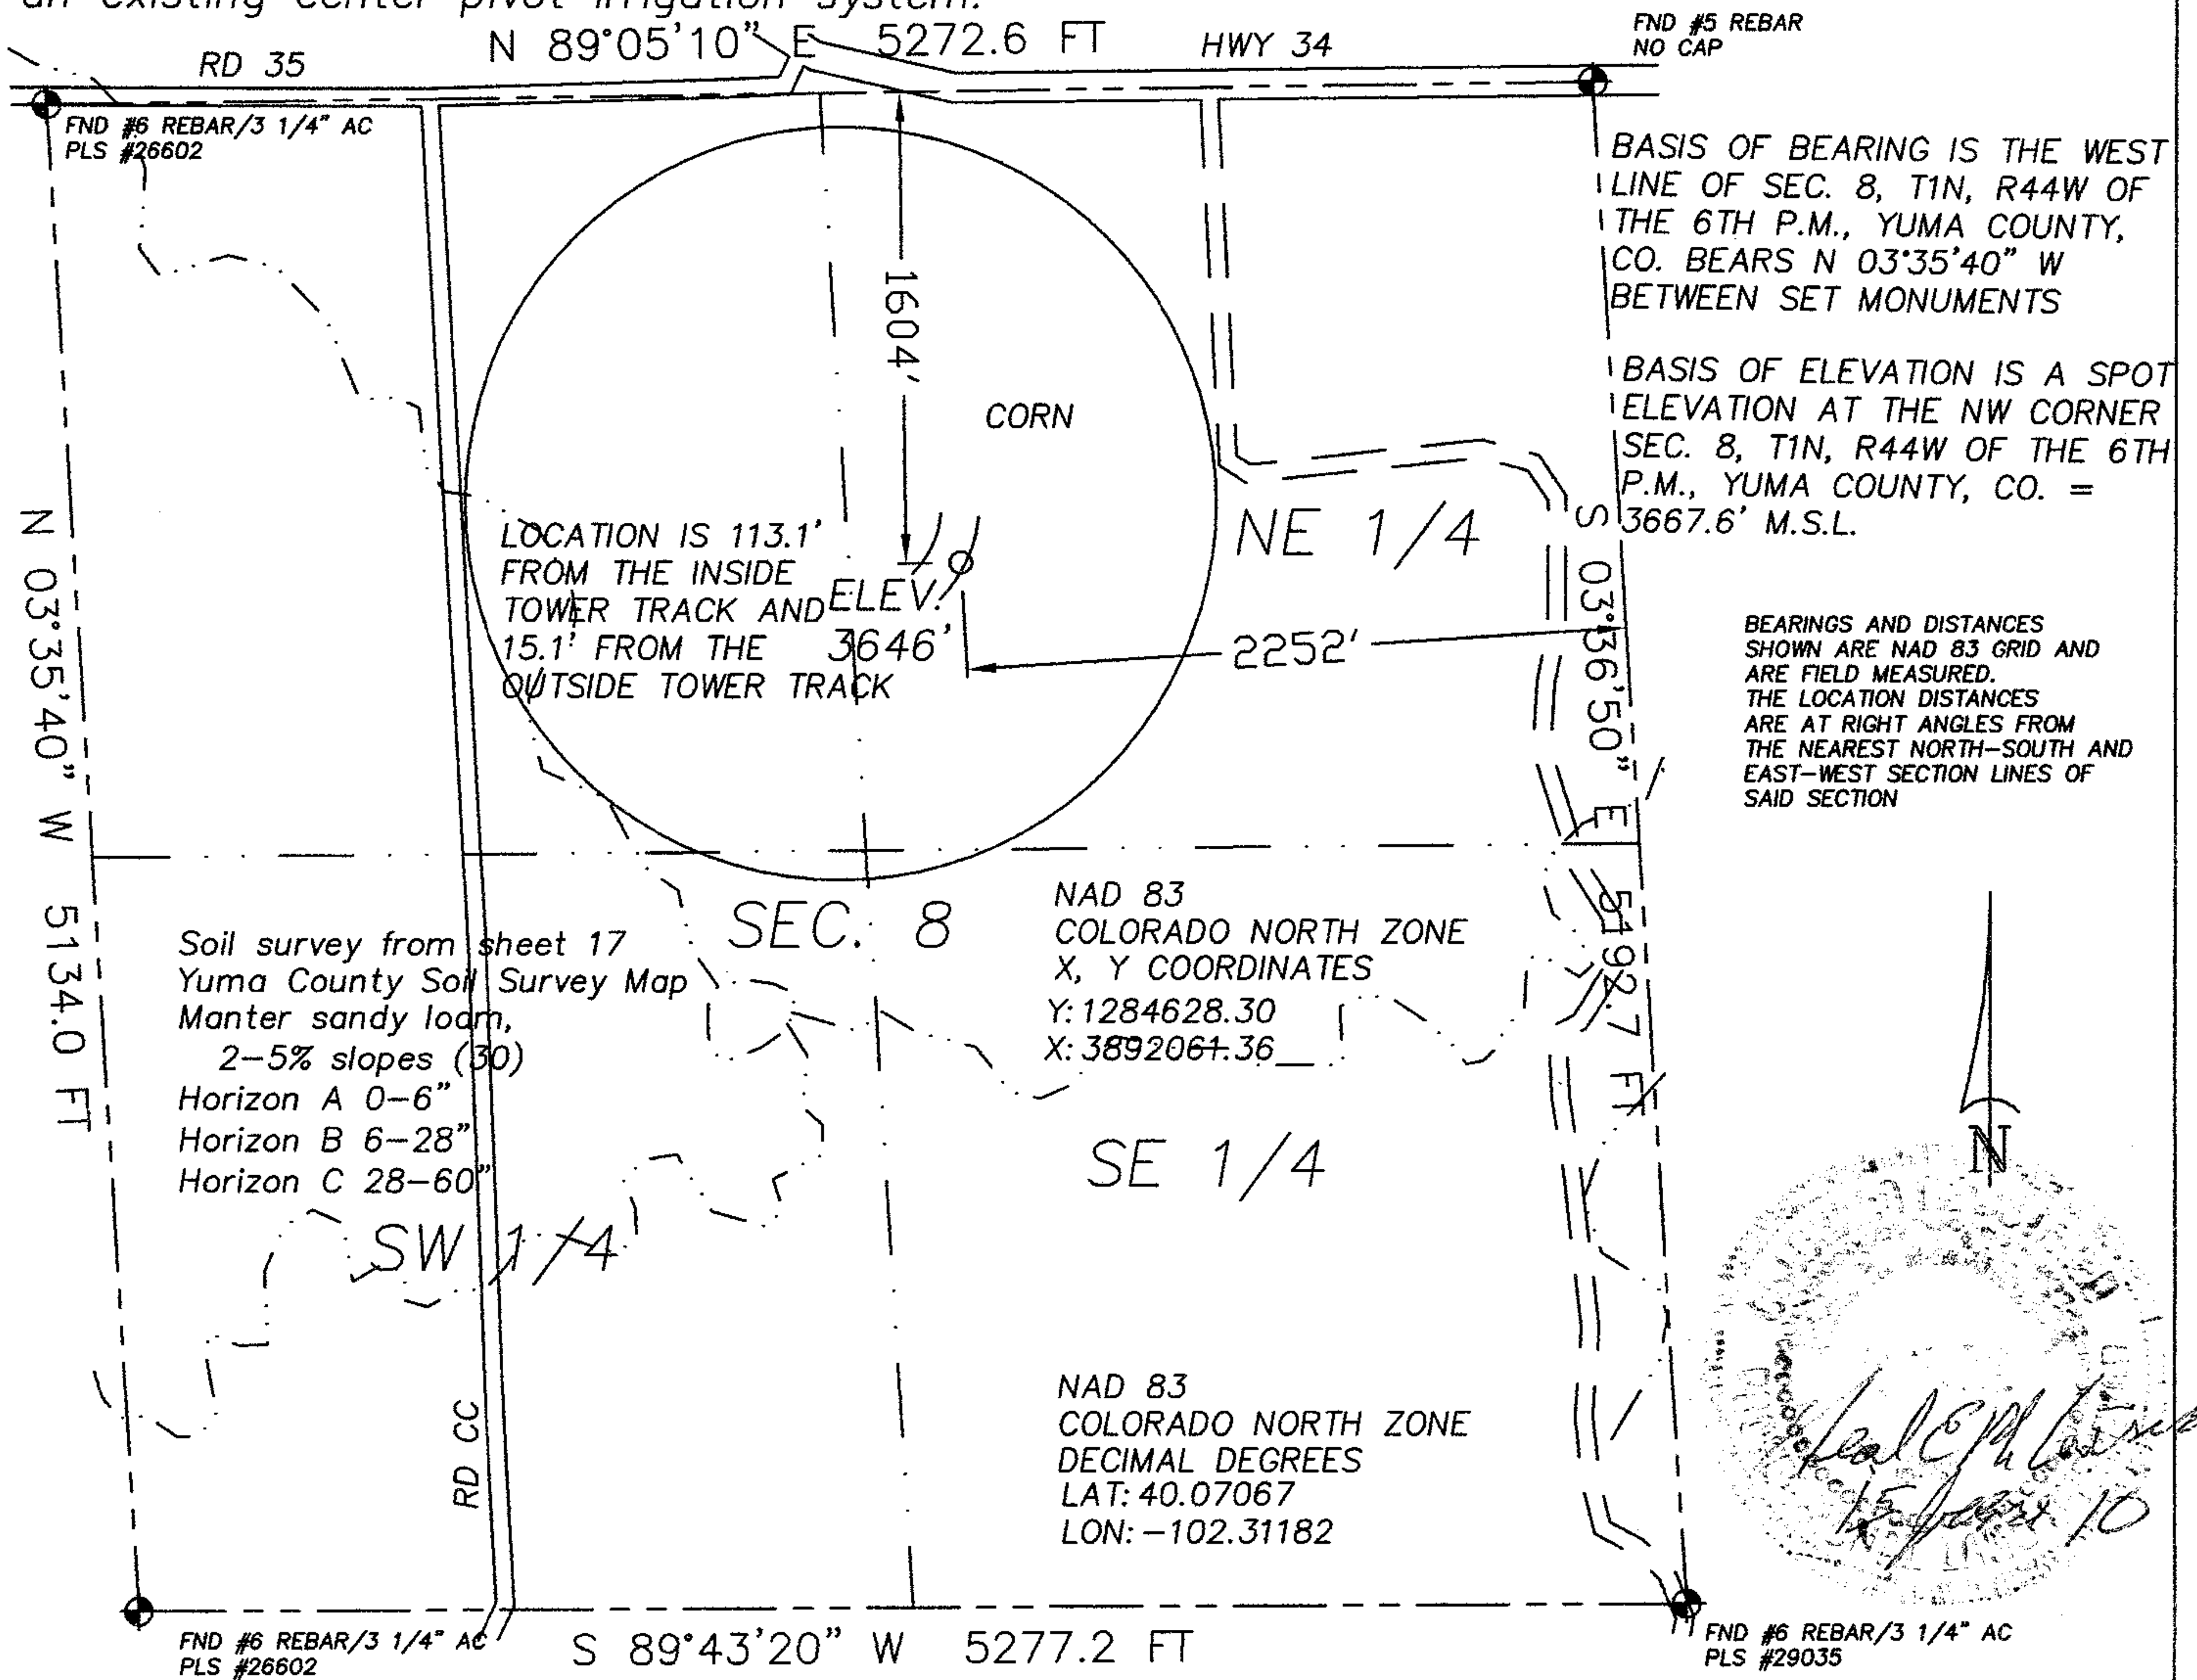 an existing center pivot irrigation system.
N 89°05'10" E 5272.6 FT
RD 35
HWY 34
FND #5 REBAR
NO CAP
FND #6 REBAR/3 1/4" AC
PLS #26602
BASIS OF BEARING IS THE WEST
LINE OF SEC. 8, T1N, R44W OF
THE 6TH P.M., YUMA COUNTY,
CO. BEARS N 03°35'40" W
BETWEEN SET MONUMENTS
BASIS OF ELEVATION IS A SPOT
ELEVATION AT THE NW CORNER
SEC. 8, T1N, R44W OF THE 6TH
P.M., YUMA COUNTY, CO. =
3667.6' M.S.L.
1604'
CORN
NE 1/4
LOCATION IS 113.1'
FROM THE INSIDE
TOWER TRACK AND
15.1' FROM THE
OUTSIDE TOWER TRACK
ELEV.
3646'
2252'
N 03°35'40" W 5134.0 FT
S 03°36'50" E 5192.7 FT
BEARINGS AND DISTANCES
SHOWN ARE NAD 83 GRID AND
ARE FIELD MEASURED.
THE LOCATION DISTANCES
ARE AT RIGHT ANGLES FROM
THE NEAREST NORTH-SOUTH AND
EAST-WEST SECTION LINES OF
SAID SECTION
SEC. 8
NAD 83
COLORADO NORTH ZONE
X, Y COORDINATES
Y: 1284628.30
X: 3892061.36
Soil survey from sheet 17
Yuma County Soil Survey Map
Manter sandy loam,
2-5% slopes (30)
Horizon A 0-6"
Horizon B 6-28"
Horizon C 28-60"
SE 1/4
SW 1/4
N
RD CC
NAD 83
COLORADO NORTH ZONE
DECIMAL DEGREES
LAT: 40.07067
LON: -102.31182
10
FND #6 REBAR/3 1/4" AC
PLS #26602
S 89°43'20" W 5277.2 FT
FND #6 REBAR/3 1/4" AC
PLS #29035